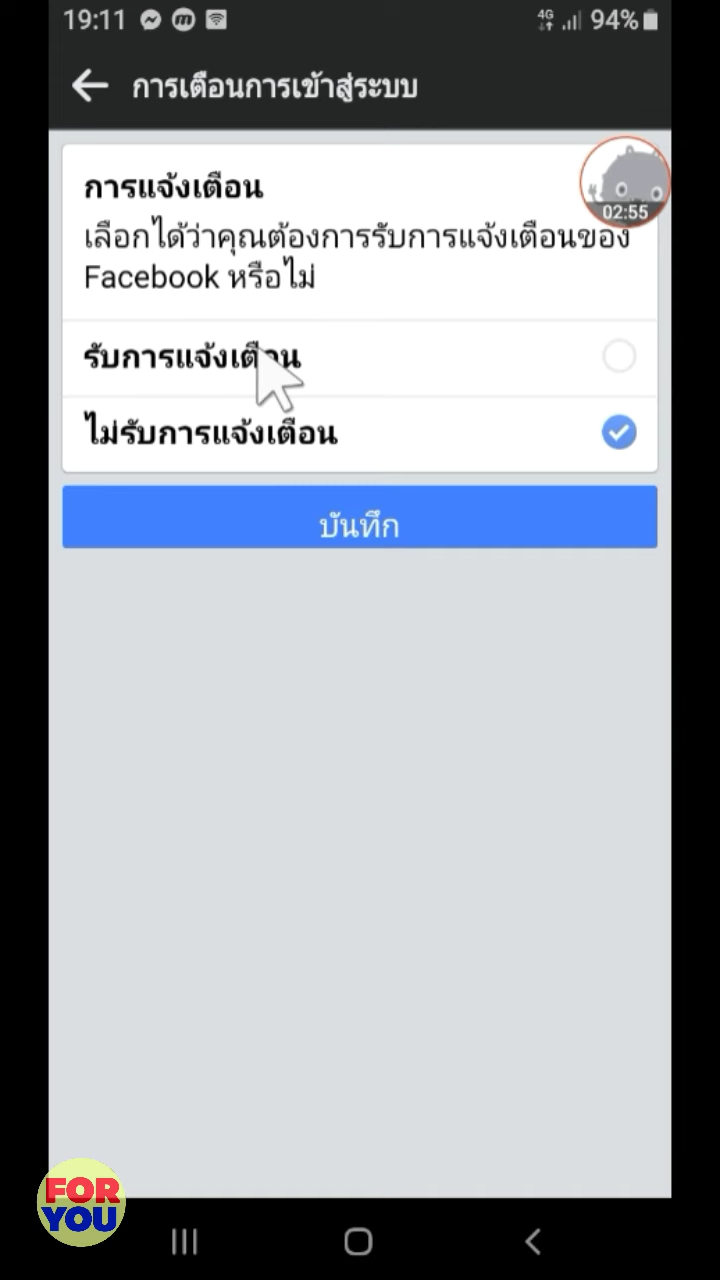 19:11
4G
94%
การเตือนการเข้าสู่ระบบ
การแจ้งเตือน
02:55
เลือกได้ว่าคุณต้องการรับการแจ้งเตือนของ
Facebook หรือไม่
รับการแจ้งเตือน
ไม่รับการแจ้งเตือน
บันทึก
FOR
YOU